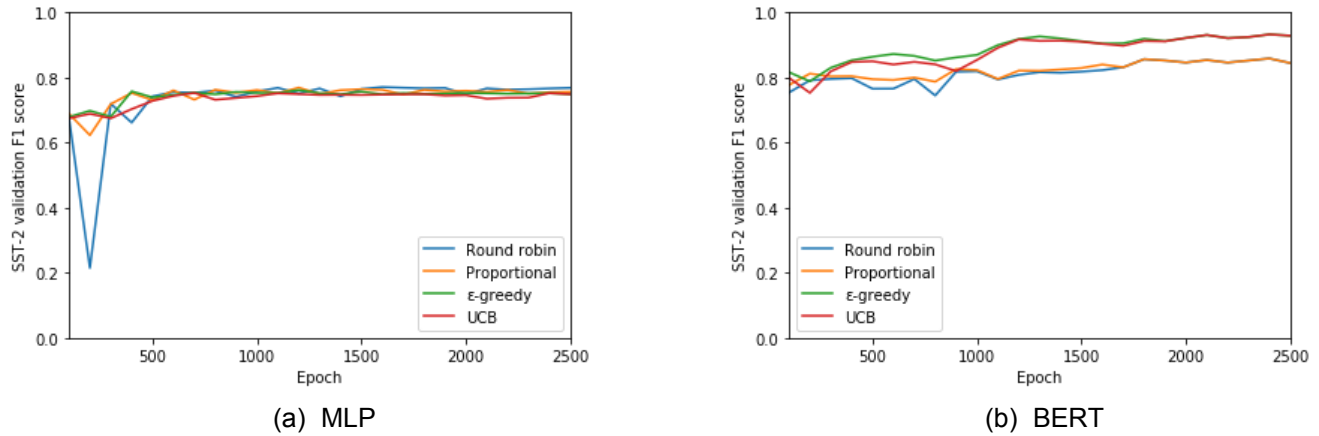 SST-2 validation F1 score
1.0
0.8
0.6
0.4
0.2
0.0
Round robin
Proportional
ε-greedy
UCB
500
1000
1500
2000
2500
Epoch
(a) MLP
SST-2 validation F1 score
1.0
0.8
0.6
0.4
0.2
0.0
Round robin
Proportional
ε-greedy
UCB
500
1000
1500
2000
2500
Epoch
(b) BERT